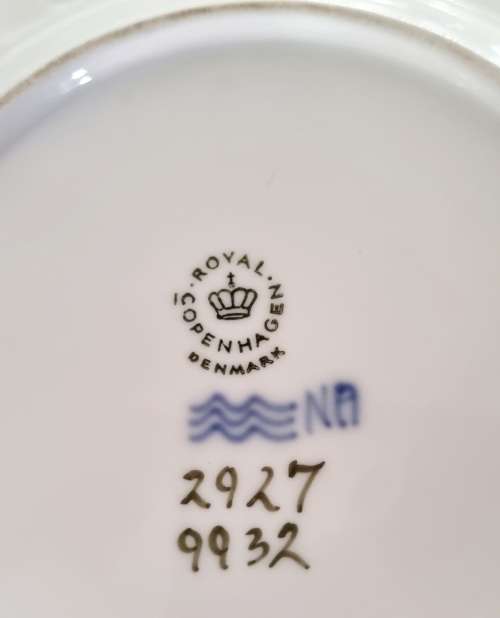 ROYAL
COPENHAGEN
DENMARK
NA
2927
9932